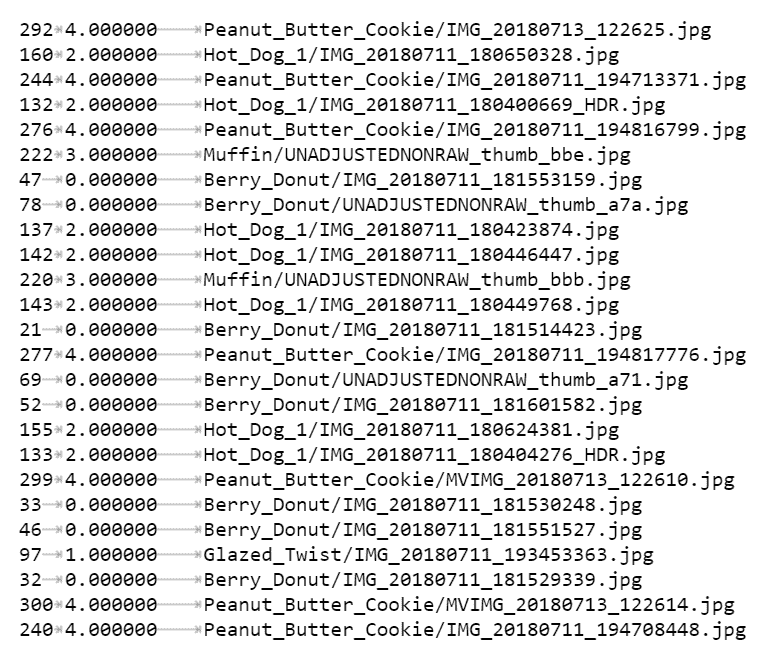 292 4.000000 Peanut_Butter_Cookie/IMG_20180713_122625.jpg
160 2.000000 Hot_Dog_1/IMG_20180711_180650328.jpg
244 4.000000 Peanut_Butter_Cookie/IMG_20180711_194713371.jpg
132 2.000000 Hot_Dog_1/IMG_20180711_180400669_HDR.jpg
276 4.000000 Peanut_Butter_Cookie/IMG_20180711_194816799.jpg
222 3.000000 Muffin/UNADJUSTEDNONRAW_thumb_bbe.jpg
47 0.000000 Berry_Donut/IMG_20180711_181553159.jpg
78 0.000000 Berry_Donut/UNADJUSTEDNONRAW_thumb_a7a.jpg
137 2.000000 Hot_Dog_1/IMG_20180711_180423874.jpg
142 2.000000 Hot_Dog_1/IMG_20180711_180446447.jpg
220 3.000000 Muffin/UNADJUSTEDNONRAW_thumb_bbb.jpg
143 2.000000 Hot_Dog_1/IMG_20180711_180449768.jpg
21 0.000000 Berry_Donut/IMG_20180711_181514423.jpg
277 4.000000 Peanut_Butter_Cookie/IMG_20180711_194817776.jpg
69 0.000000 Berry_Donut/UNADJUSTEDNONRAW_thumb_a71.jpg
52 0.000000 Berry_Donut/IMG_20180711_181601582.jpg
155 2.000000 Hot_Dog_1/IMG_20180711_180624381.jpg
133 2.000000 Hot_Dog_1/IMG_20180711_180404276_HDR.jpg
299 4.000000 Peanut_Butter_Cookie/MVIMG_20180713_122610.jpg
33 0.000000 Berry_Donut/IMG_20180711_181530248.jpg
46 0.000000 Berry_Donut/IMG_20180711_181551527.jpg
97 1.000000 Glazed_Twist/IMG_20180711_193453363.jpg
32 0.000000 Berry_Donut/IMG_20180711_181529339.jpg
300 4.000000 Peanut_Butter_Cookie/MVIMG_20180713_122614.jpg
240 4.000000 Peanut_Butter_Cookie/IMG_20180711_194708448.jpg